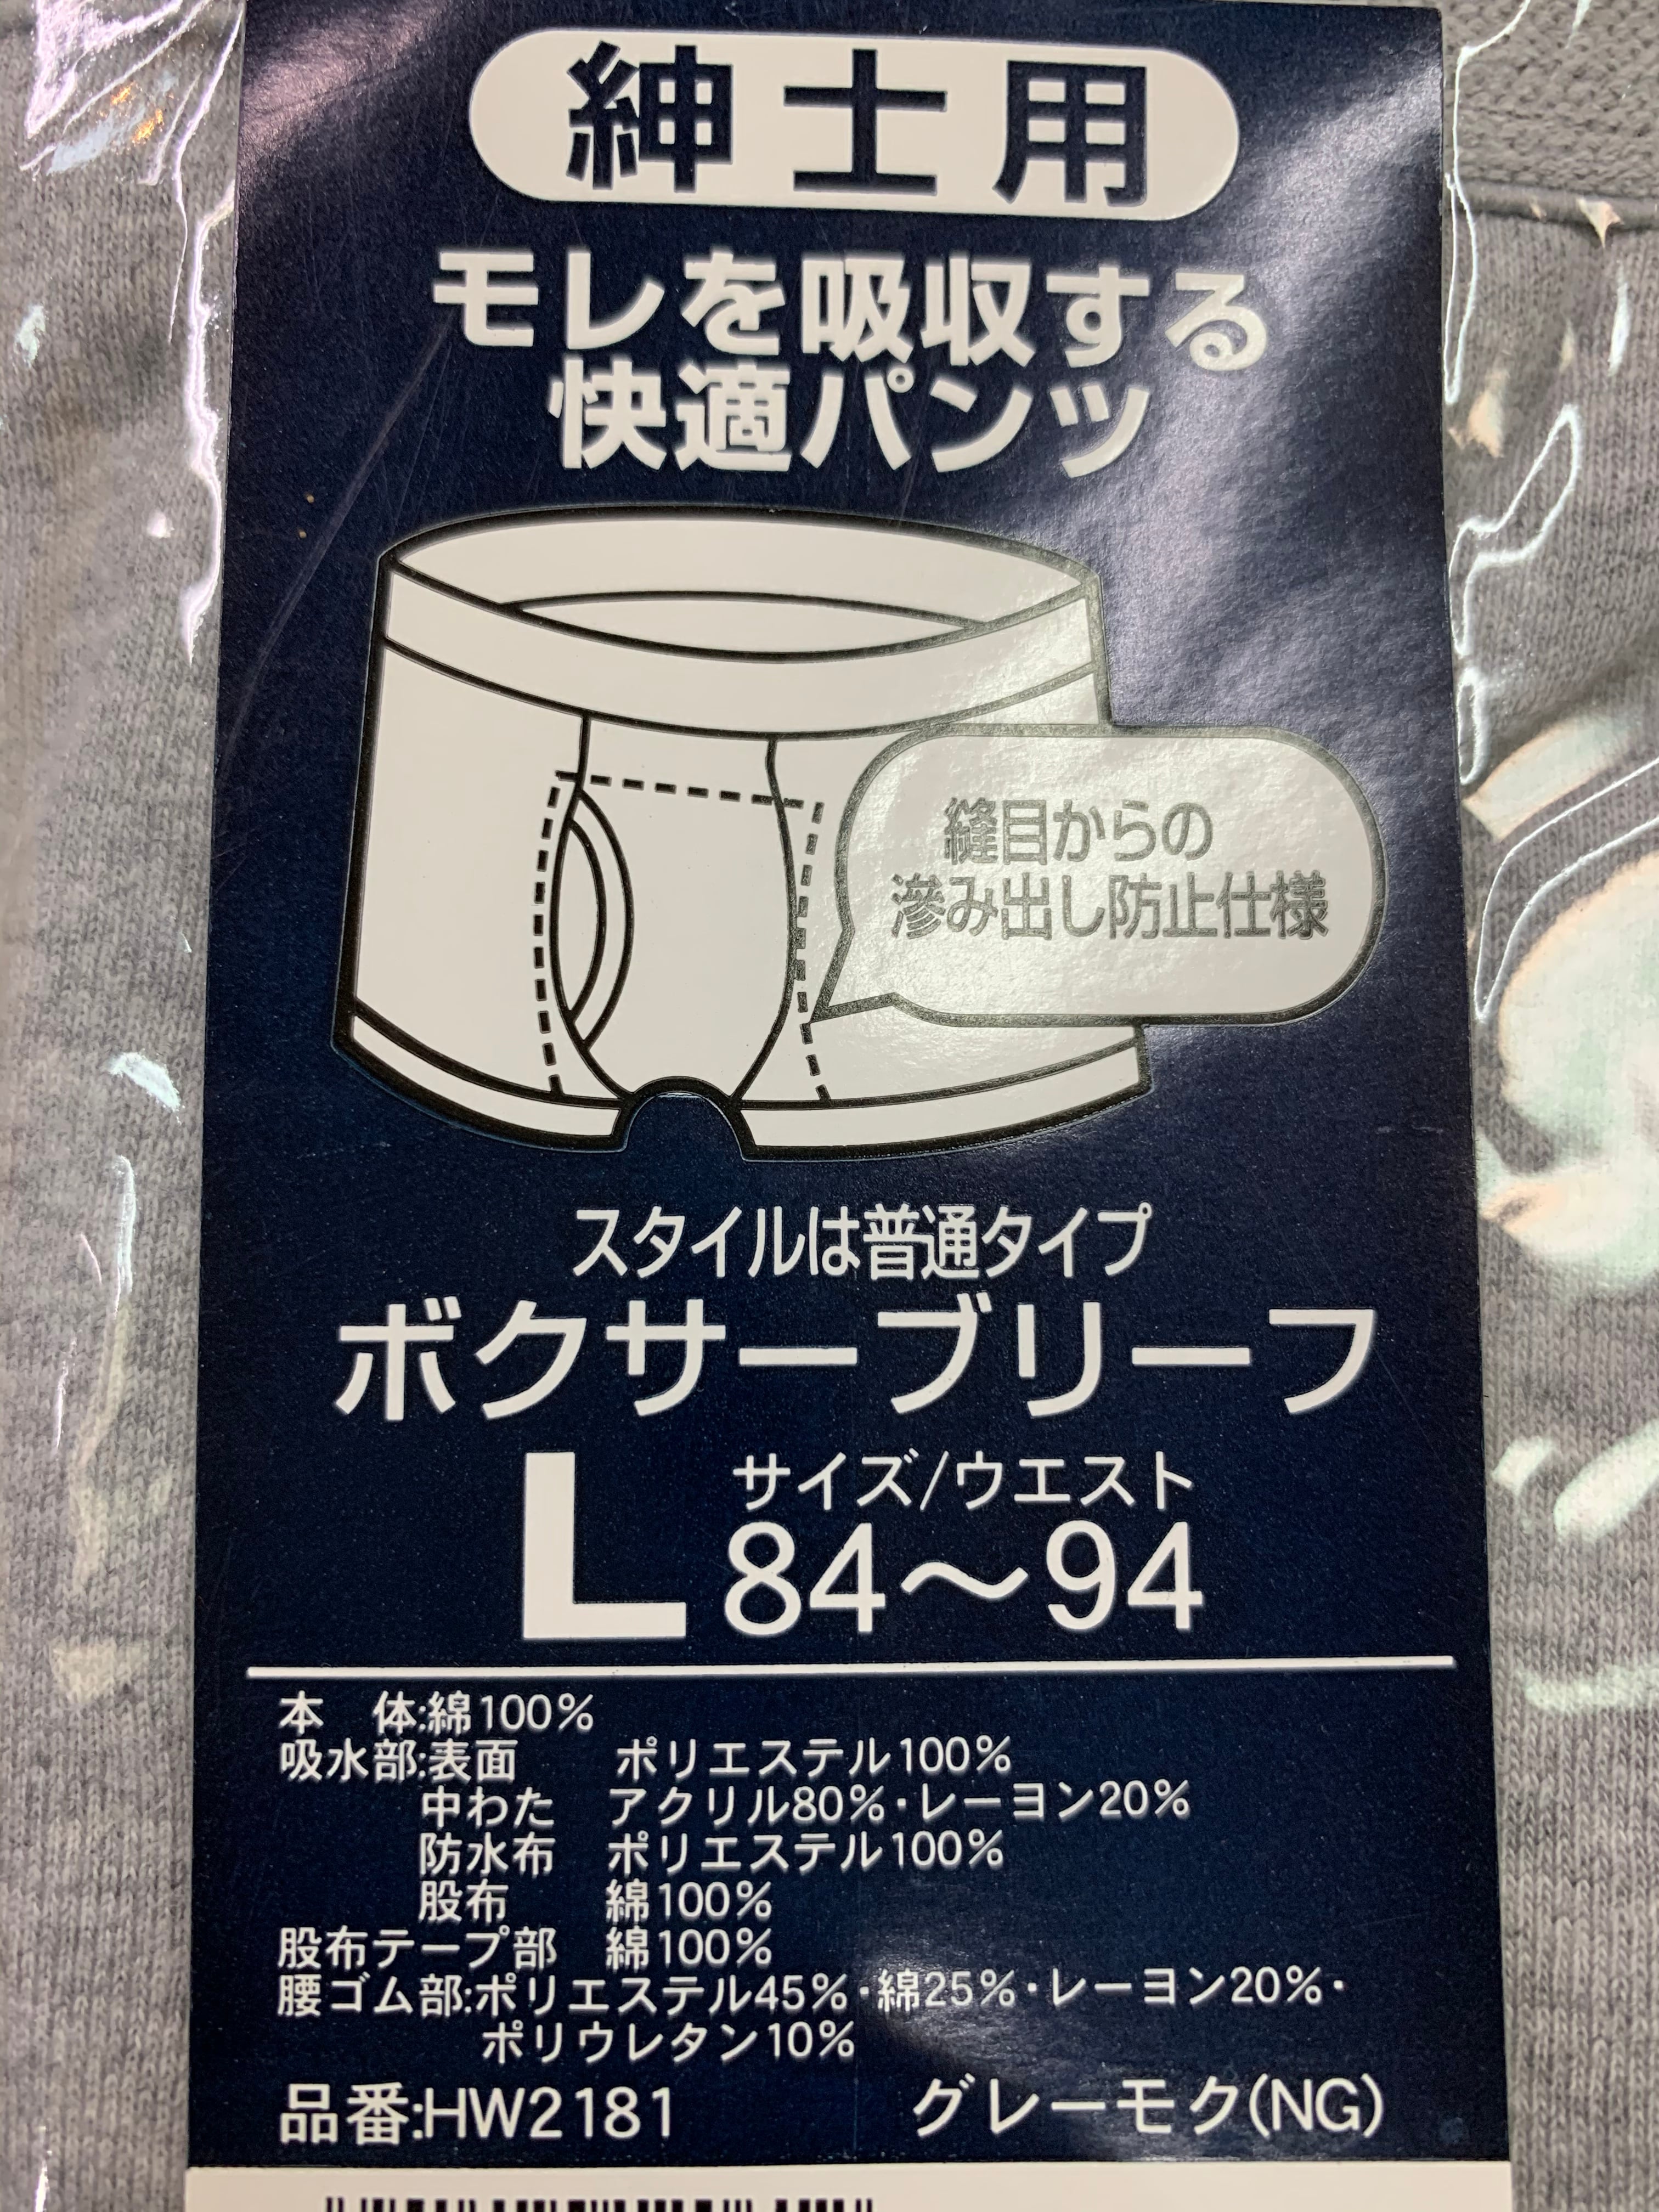 紳士用
モレを吸収する
快適パンツ
縫目からの
滲み出し防止仕様
スタイルは普通タイプ
ボクサーブリーフ
L サイズ/ウエスト
84〜94
本　体:綿100%
吸水部:表面　ポリエステル100%
中わた　アクリル80%・レーヨン20%
防水布　ポリエステル100%
股布　綿100%
股布テープ部　綿100%
腰ゴム部:ポリエステル45%・綿25%・レーヨン20%・
ポリウレタン10%
品番:HW2181　グレーモク(NG)